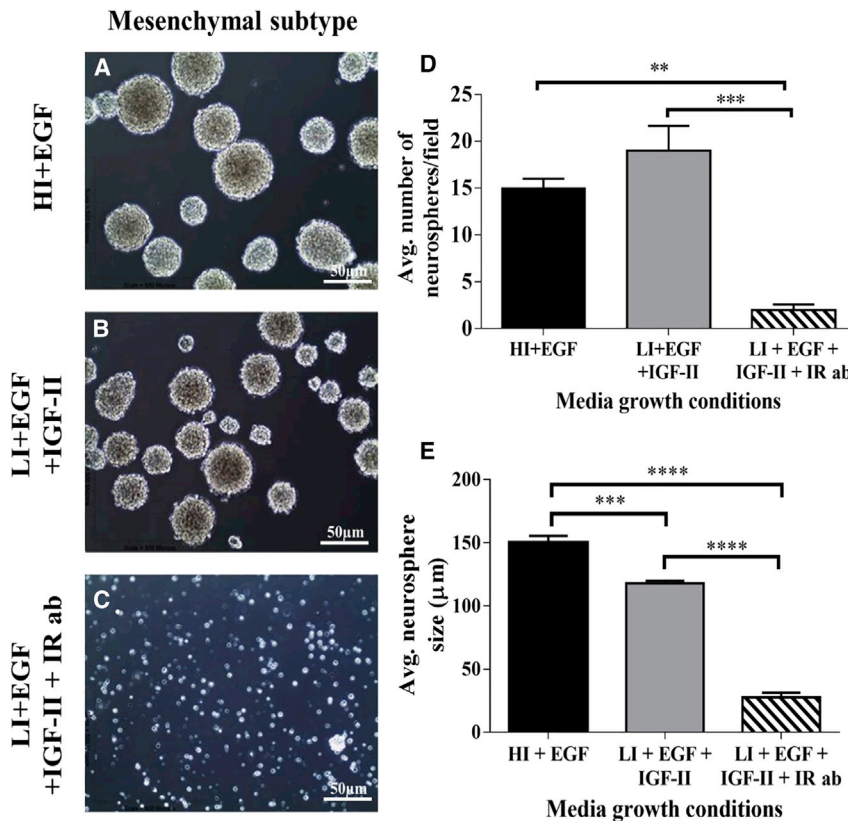 Mesenchymal subtype
HI+EGF
A
50µm
LI+EGF
+IGF-II
B
50µm
LI+EGF
+IGF-II + IR ab
C
50µm
D
**
***
25
20
15
10
5
0
Avg. number of
neurospheres/field
HI+EGF
LI+EGF
+IGF-II
LI + EGF +
IGF-II + IR ab
Media growth conditions
E
****
***
****
200
150
100
50
0
Avg. neurosphere
size (µm)
HI + EGF
LI + EGF +
IGF-II
LI + EGF +
IGF-II + IR ab
Media growth conditions